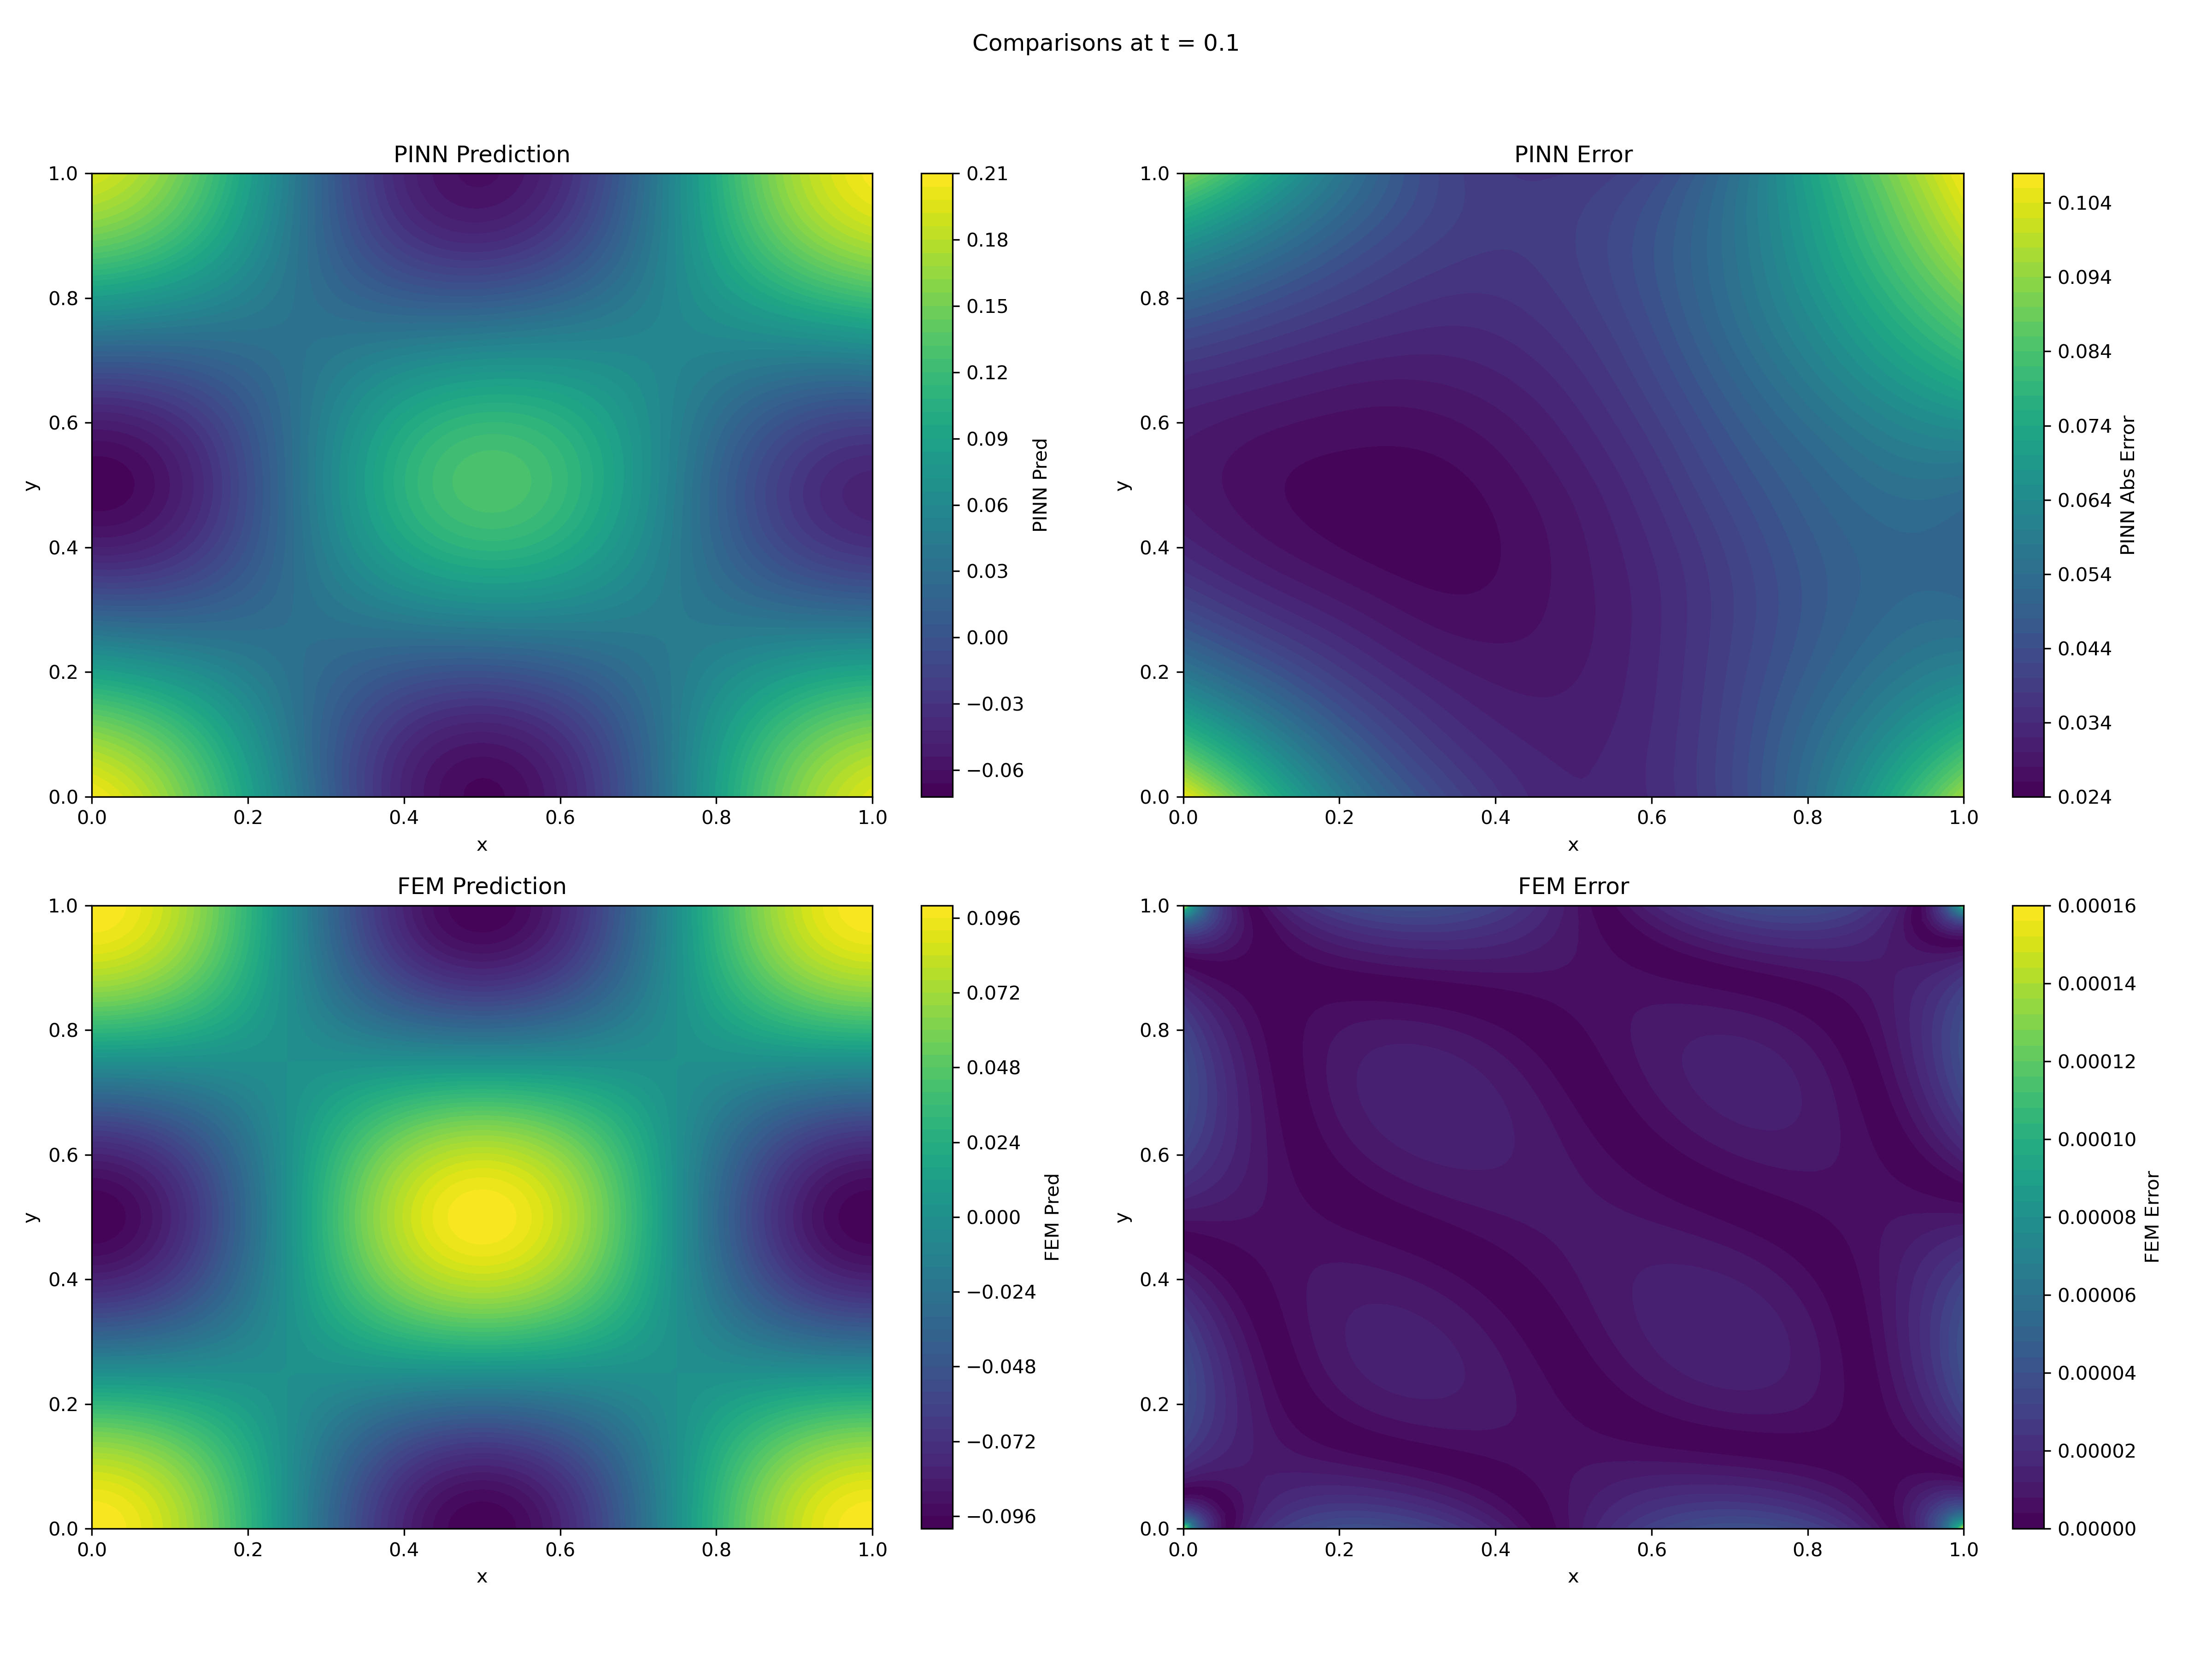 Comparisons at t = 0.1
PINN Prediction
1.0
0.8
0.6
0.4
0.2
0.0
y
0.0 0.2 0.4 0.6 0.8 1.0
x
0.21
0.18
0.15
0.12
0.09
0.06
0.03
0.00
−0.03
−0.06
PINN Pred
PINN Error
1.0
0.8
0.6
0.4
0.2
0.0
y
0.0 0.2 0.4 0.6 0.8 1.0
x
0.104
0.094
0.084
0.074
0.064
0.054
0.044
0.034
0.024
PINN Abs Error
FEM Prediction
1.0
0.8
0.6
0.4
0.2
0.0
y
0.0 0.2 0.4 0.6 0.8 1.0
x
0.096
0.072
0.048
0.024
0.000
−0.024
−0.048
−0.072
−0.096
FEM Pred
FEM Error
1.0
0.8
0.6
0.4
0.2
0.0
y
0.0 0.2 0.4 0.6 0.8 1.0
x
0.00016
0.00014
0.00012
0.00010
0.00008
0.00006
0.00004
0.00002
0.00000
FEM Error